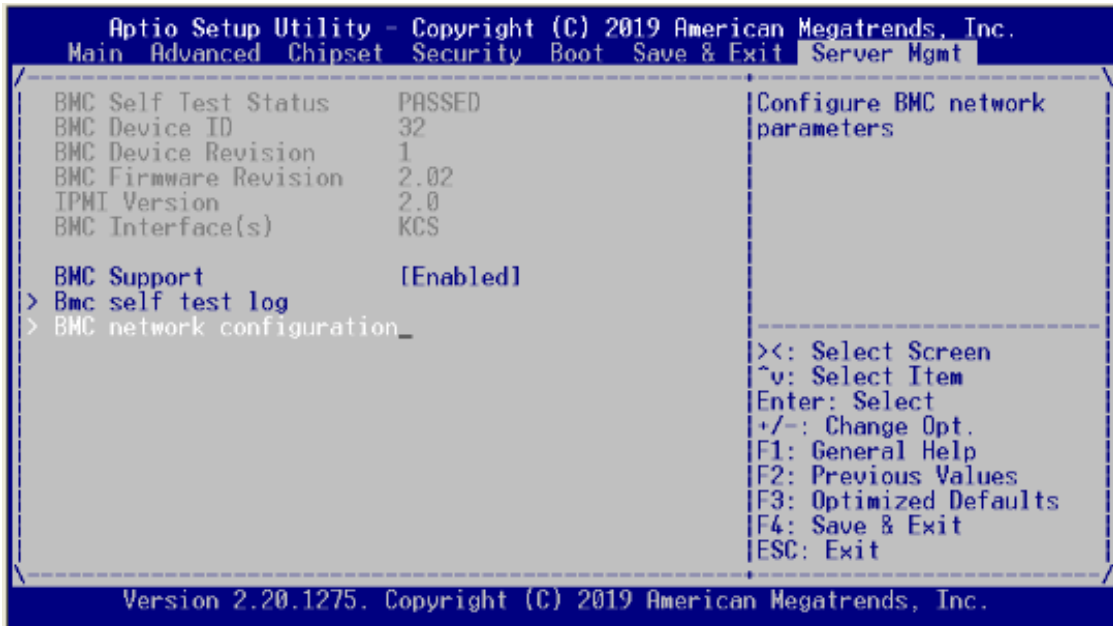 Aptio Setup Utility - Copyright (C) 2019 American Megatrends, Inc.
Main Advanced Chipset Security Boot Save & Exit Server Mgmt
BMC Self Test Status PASSED
BMC Device ID 32
BMC Device Revision 1
BMC Firmware Revision 2.02
IPMI Version 2.0
BMC Interface(s) KCS
BMC Support [Enabled]
> Bmc self test log
> BMC network configuration_
Configure BMC network
parameters
><: Select Screen
^v: Select Item
Enter: Select
+/-: Change Opt.
F1: General Help
F2: Previous Values
F3: Optimized Defaults
F4: Save & Exit
ESC: Exit
Version 2.20.1275. Copyright (C) 2019 American Megatrends, Inc.